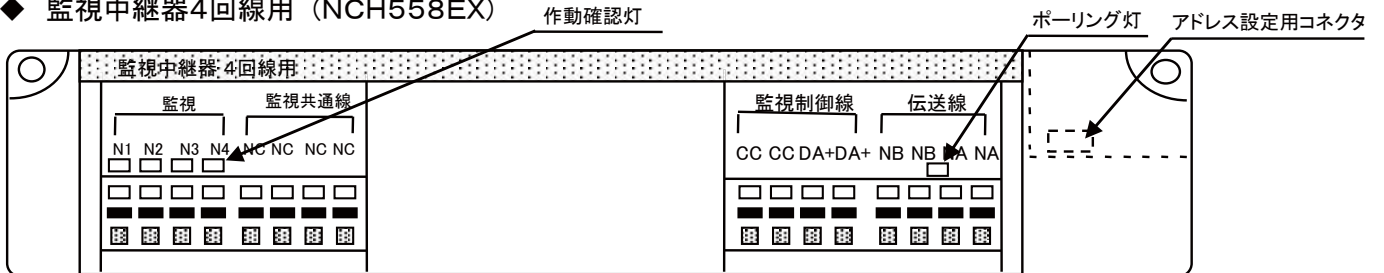 ◆ 監視中継器4回線用（NCH558EX）
作動確認灯
ポーリング灯 アドレス設定用コネクタ
監視中継器 4回線用
監視 監視共通線 監視制御線 伝送線
N1 N2 N3 N4 NC NC NC NC CC CC DA+DA+ NB NB NA NA